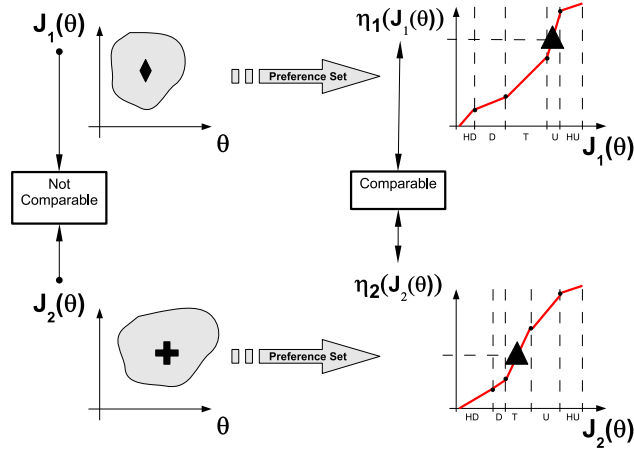 J1(θ)
θ
Preference Set
η1(J1(θ))
HD D T U HU
J1(θ)
Not
Comparable
Comparable
J2(θ)
θ
Preference Set
η2(J2(θ))
HD D T U HU
J2(θ)